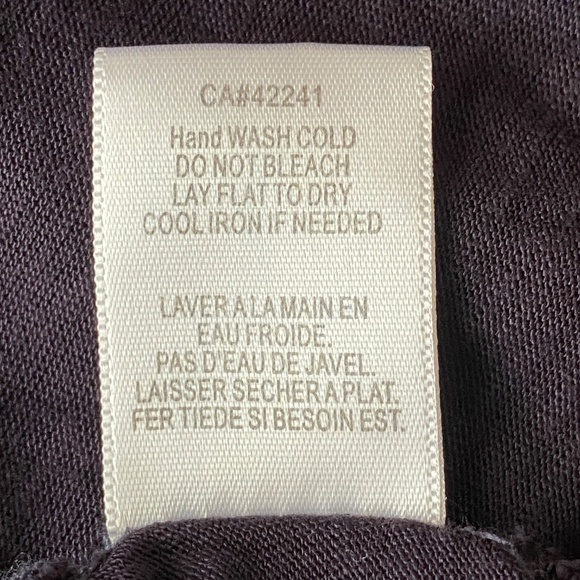 CA#42241
Hand WASH COLD
DO NOT BLEACH
LAY FLAT TO DRY
COOL IRON IF NEEDED
LAVER A LA MAIN EN
EAU FROIDE.
PAS D'EAU DE JAVEL.
LAISSER SECHER A PLAT.
FER TIEDE SI BESOIN EST.